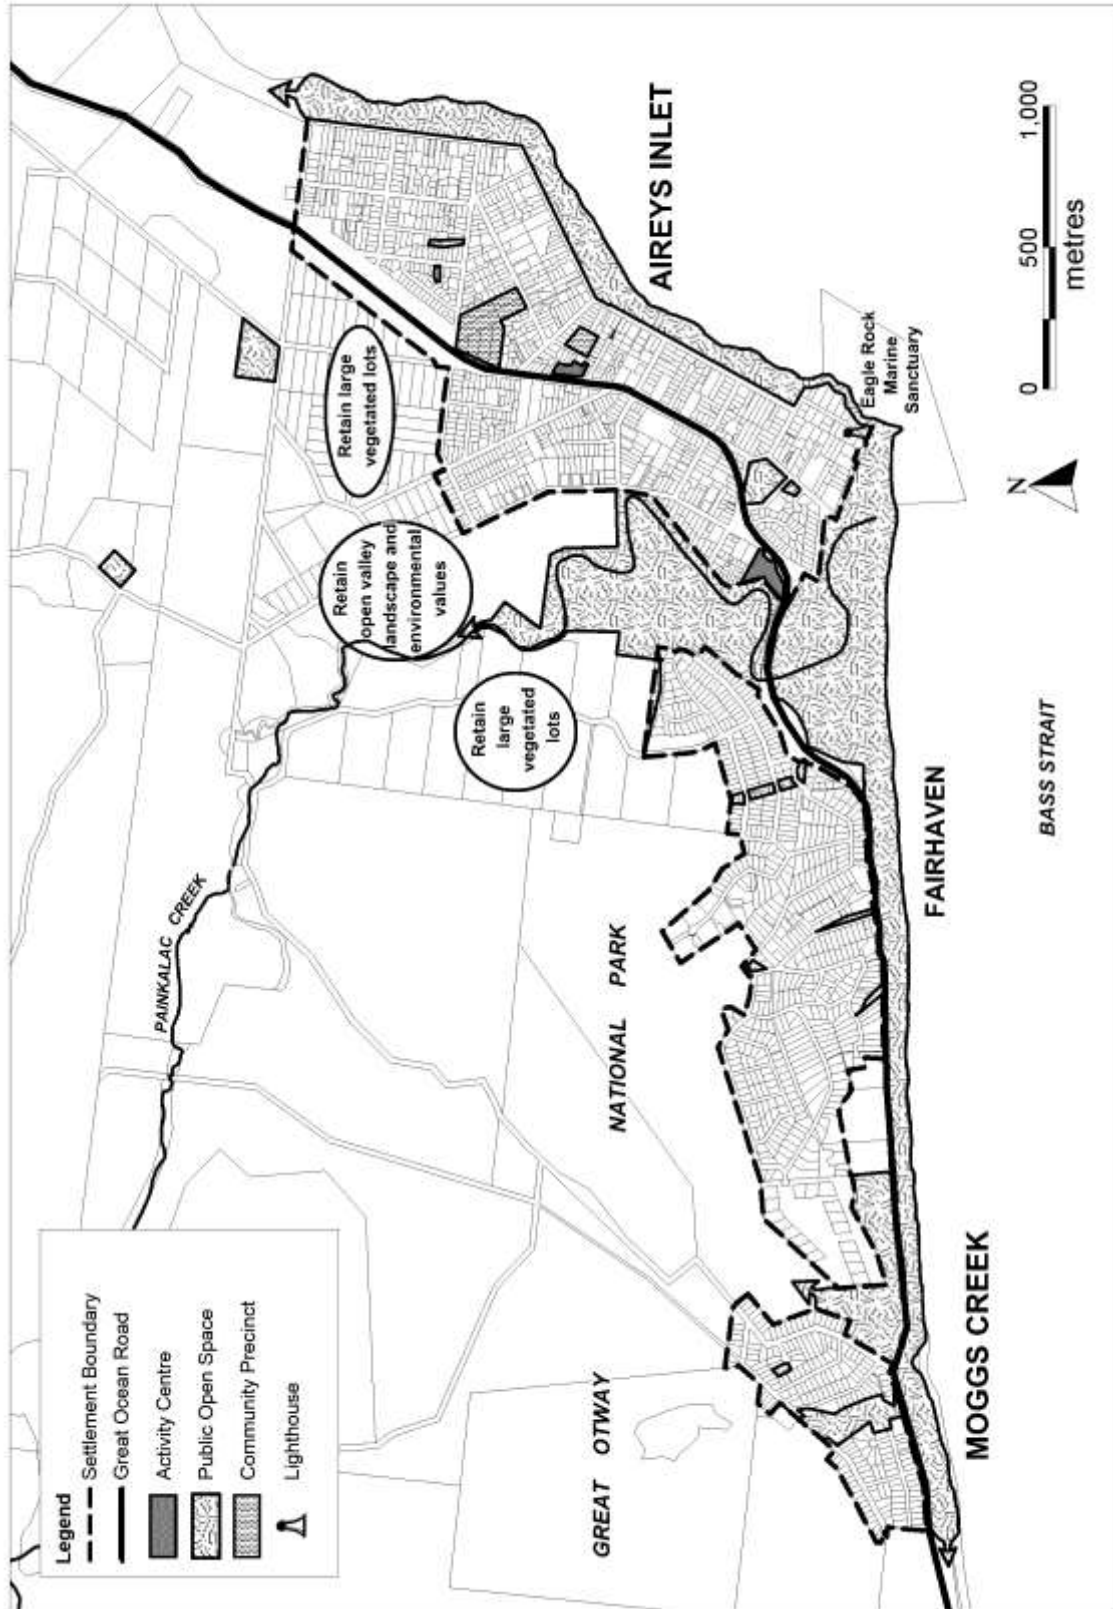 Legend
Settlement Boundary
Great Ocean Road
Activity Centre
Public Open Space
Community Precinct
Lighthouse
PAINKALAC CREEK
Retain
open valley
landscape and
environmental
values
Retain large
vegetated lots
Retain
large
vegetated
lots
GREAT OTWAY
NATIONAL PARK
AIREYS INLET
Eagle Rock
Marine
Sanctuary
FAIRHAVEN
MOGGS CREEK
BASS STRAIT
N
0 500 1,000
metres